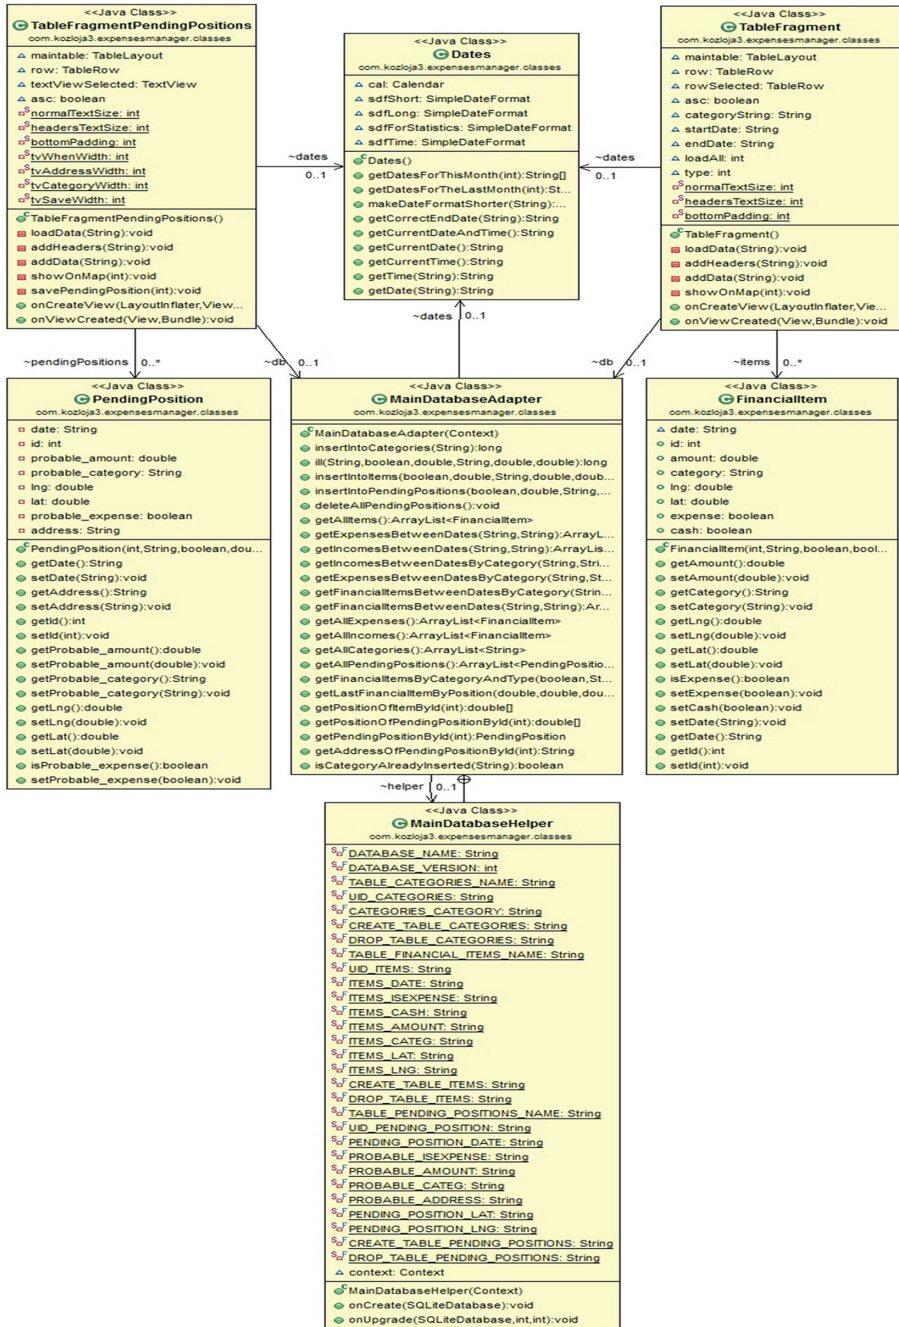 <<Java Class>>
TableFragmentPendingPositions
com.kozloja3.expensesmanager.classes
maintable: TableLayout
row: TableRow
textViewSelected: TextView
asc: boolean
normalTextSize: int
headersTextSize: int
bottomPadding: int
tvWhenWidth: int
tvAddressWidth: int
tvCategoryWidth: int
tvSaveWidth: int
TableFragmentPendingPositions()
loadData(String):void
addHeaders(String):void
addData(String):void
showOnMap(int):void
savePendingPosition(int):void
onCreateView(LayoutInflater,View...
onViewCreated(View,Bundle):void
~dates
0..1
<<Java Class>>
Dates
com.kozloja3.expensesmanager.classes
cal: Calendar
sdfShort: SimpleDateFormat
sdfLong: SimpleDateFormat
sdfForStatistics: SimpleDateFormat
sdfTime: SimpleDateFormat
Dates()
getDatesForThisMonth(int):String[]
getDatesForTheLastMonth(int):St...
makeDateFormatShorter(String):...
getCorrectEndDate(String):String
getCurrentDateAndTime():String
getCurrentDate():String
getCurrentTime():String
getTime(String):String
getDate(String):String
~dates
0..1
<<Java Class>>
TableFragment
com.kozloja3.expensesmanager.classes
maintable: TableLayout
row: TableRow
rowSelected: TableRow
asc: boolean
categoryString: String
startDate: String
endDate: String
loadAll: int
type: int
normalTextSize: int
headersTextSize: int
bottomPadding: int
TableFragment()
loadData(String):void
addHeaders(String):void
addData(String):void
showOnMap(int):void
onCreateView(LayoutInflater,Vie...
onViewCreated(View,Bundle):void
~dates 0..1
~pendingPositions 0..*
~db 0..1
~db 0..1
~items 0..*
<<Java Class>>
PendingPosition
com.kozloja3.expensesmanager.classes
date: String
id: int
probable_amount: double
probable_category: String
lng: double
lat: double
probable_expense: boolean
address: String
PendingPosition(int,String,boolean,dou...
getDate():String
setDate(String):void
getAddress():String
setAddress(String):void
getId():int
setId(int):void
getProbable_amount():double
setProbable_amount(double):void
getProbable_category():String
setProbable_category(String):void
getLng():double
setLng(double):void
getLat():double
setLat(double):void
isProbable_expense():boolean
setProbable_expense(boolean):void
<<Java Class>>
MainDatabaseAdapter
com.kozloja3.expensesmanager.classes
MainDatabaseAdapter(Context)
insertIntoCategories(String):long
ill(String,boolean,double,String,double,double):long
insertIntoItems(boolean,double,String,double,doub...
insertIntoPendingPositions(boolean,double,String,...
deleteAllPendingPositions():void
getAllItems():ArrayList<FinancialItem>
getExpensesBetweenDates(String,String):ArrayL...
getIncomesBetweenDates(String,String):ArrayLis...
getIncomesBetweenDatesByCategory(String,Stri...
getExpensesBetweenDatesByCategory(String,St...
getFinancialItemsBetweenDatesByCategory(Strin...
getFinancialItemsBetweenDates(String,String):Ar...
getAllExpenses():ArrayList<FinancialItem>
getAllIncomes():ArrayList<FinancialItem>
getAllCategories():ArrayList<String>
getAllPendingPositions():ArrayList<PendingPositio...
getFinancialItemsByCategoryAndType(boolean,St...
getLastFinancialItemByPosition(double,double,dou...
getPositionOfItemById(int):double[]
getPositionOfPendingPositionById(int):double[]
getPendingPositionById(int):PendingPosition
getAddressOfPendingPositionById(int):String
isCategoryAlreadyInserted(String):boolean
<<Java Class>>
FinancialItem
com.kozloja3.expensesmanager.classes
date: String
id: int
amount: double
category: String
lng: double
lat: double
expense: boolean
cash: boolean
FinancialItem(int,String,boolean,bool...
getAmount():double
setAmount(double):void
getCategory():String
setCategory(String):void
getLng():double
setLng(double):void
getLat():double
setLat(double):void
isExpense():boolean
setExpense(boolean):void
setCash(boolean):void
setDate(String):void
getDate():String
getId():int
setId(int):void
~helper 0..1
<<Java Class>>
MainDatabaseHelper
com.kozloja3.expensesmanager.classes
DATABASE_NAME: String
DATABASE_VERSION: int
TABLE_CATEGORIES_NAME: String
UID_CATEGORIES: String
CATEGORIES_CATEGORY: String
CREATE_TABLE_CATEGORIES: String
DROP_TABLE_CATEGORIES: String
TABLE_FINANCIAL_ITEMS_NAME: String
UID_ITEMS: String
ITEMS_DATE: String
ITEMS_ISEXPENSE: String
ITEMS_CASH: String
ITEMS_AMOUNT: String
ITEMS_CATEG: String
ITEMS_LAT: String
ITEMS_LNG: String
CREATE_TABLE_ITEMS: String
DROP_TABLE_ITEMS: String
TABLE_PENDING_POSITIONS_NAME: String
UID_PENDING_POSITION: String
PENDING_POSITION_DATE: String
PROBABLE_ISEXPENSE: String
PROBABLE_AMOUNT: String
PROBABLE_CATEG: String
PROBABLE_ADDRESS: String
PENDING_POSITION_LAT: String
PENDING_POSITION_LNG: String
CREATE_TABLE_PENDING_POSITIONS: String
DROP_TABLE_PENDING_POSITIONS: String
context: Context
MainDatabaseHelper(Context)
onCreate(SQLiteDatabase):void
onUpgrade(SQLiteDatabase,int,int):void